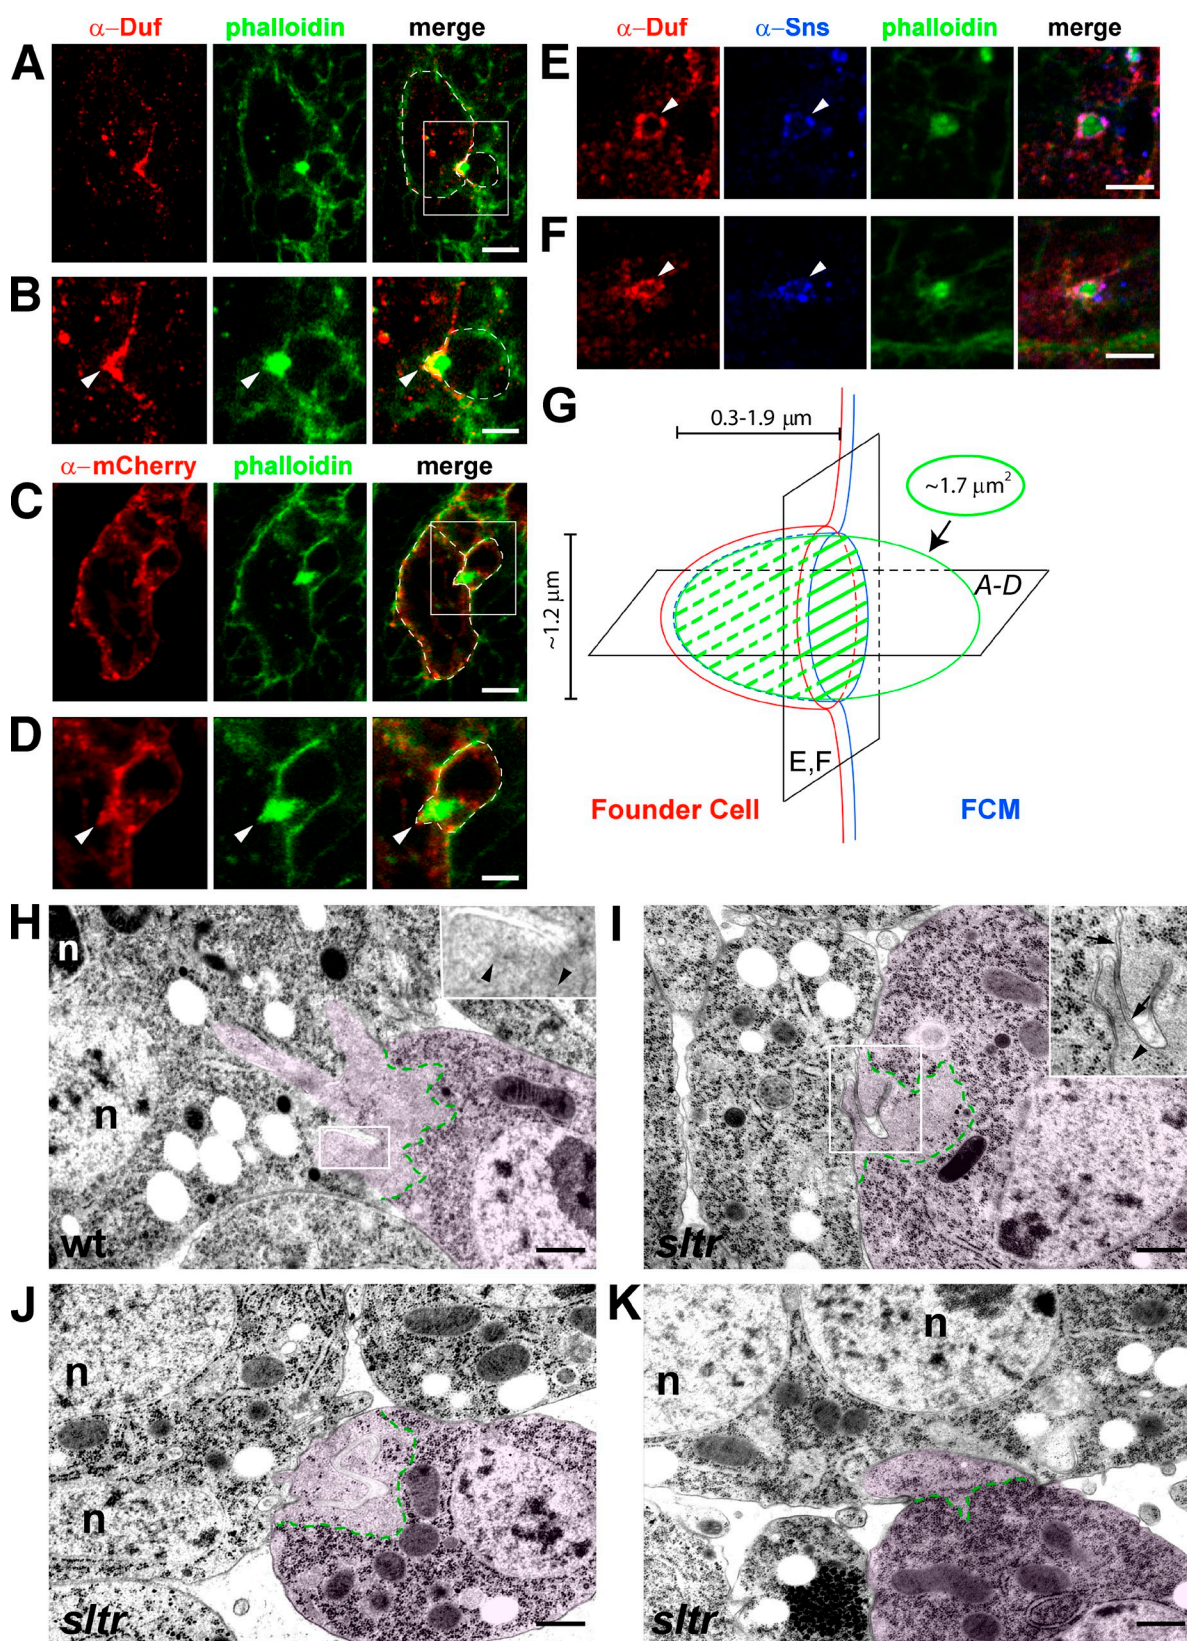 α–Duf phalloidin merge
A
B
α–mCherry phalloidin merge
C
D
α–Duf α–Sns phalloidin merge
E
F
G
0.3-1.9 μm
~1.7 μm²
~1.2 μm
A-D
E,F
Founder Cell
FCM
H
n
n
wt
I
sltr
J
n
n
sltr
K
n
n
sltr